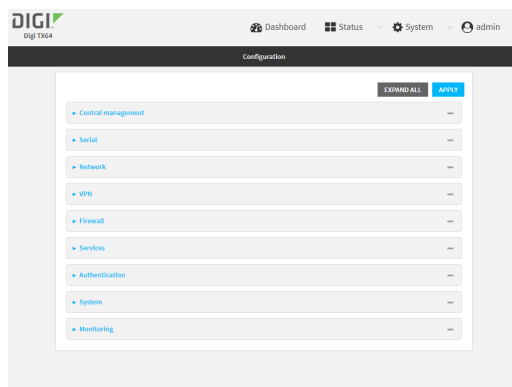 DIGI
Digi TX64
Dashboard Status System admin
Configuration
EXPAND ALL APPLY
Central management
Serial
Network
VPN
Firewall
Services
Authentication
System
Monitoring